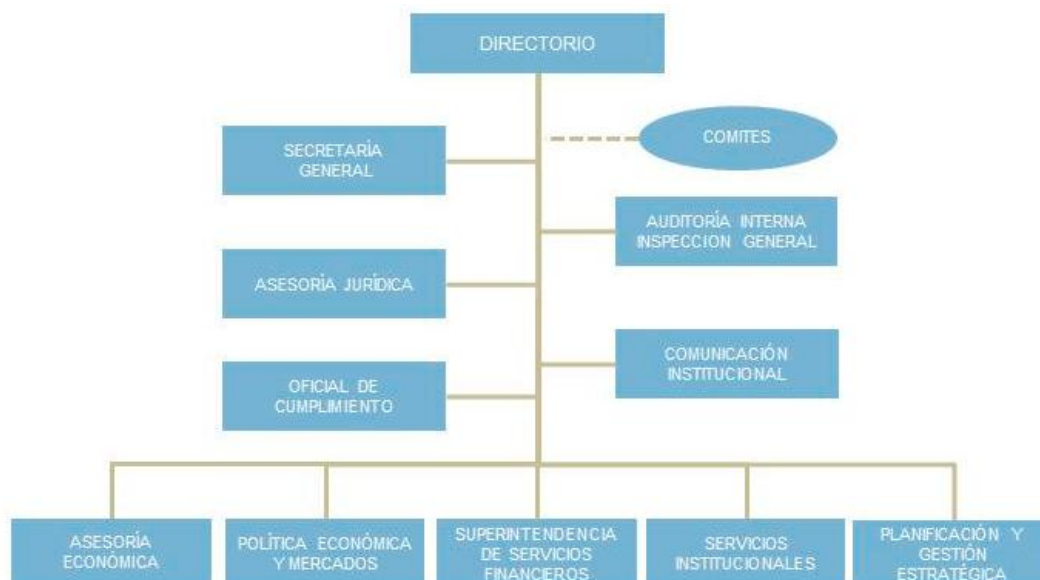 DIRECTORIO
COMITES
SECRETARÍA
GENERAL
AUDITORÍA INTERNA
INSPECCION GENERAL
ASESORÍA JURÍDICA
COMUNICACIÓN
INSTITUCIONAL
OFICIAL DE
CUMPLIMIENTO
ASESORÍA
ECONÓMICA
POLÍTICA ECONÓMICA
Y MERCADOS
SUPERINTENDENCIA
DE SERVICIOS
FINANCIEROS
SERVICIOS
INSTITUCIONALES
PLANIFICACIÓN Y
GESTIÓN
ESTRATÉGICA